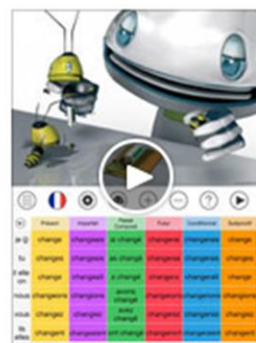 Présent Imparfait Passé Composé Futur Conditionnel Subjonctif
je (j') change changeais ai changé changerai changerais change
tu changes changeais as changé changeras changerais changes
il elle on change changeait a changé changera changerait change
nous changeons changions avons changé changerons changerions changions
vous changez changiez avez changé changerez changeriez changiez
ils elles changent changeaient ont changé changeront changeraient changent